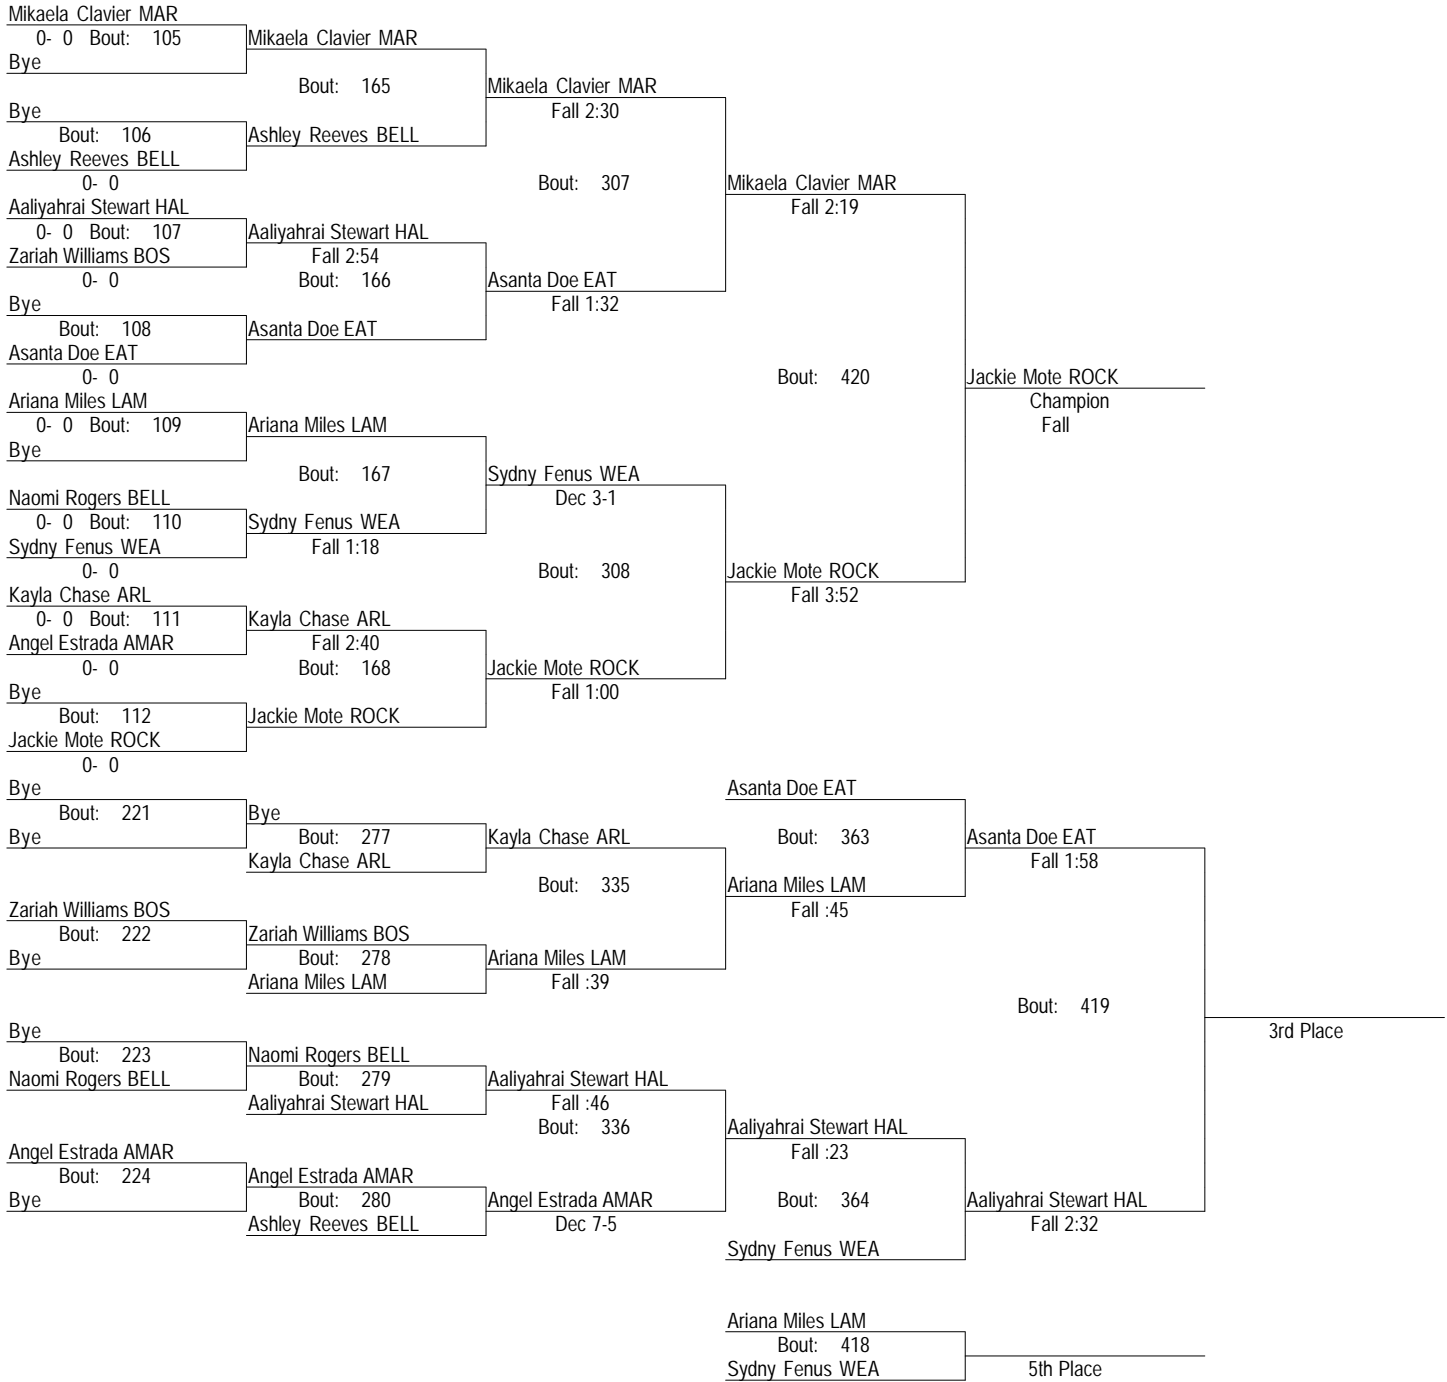 Mikaela Clavier MAR
0- 0 Bout: 105 Mikaela Clavier MAR
Bye
Bout: 165 Mikaela Clavier MAR
Bye Fall 2:30
Bout: 106 Ashley Reeves BELL
Ashley Reeves BELL
0- 0 Bout: 307 Mikaela Clavier MAR
Aaliyahrai Stewart HAL Fall 2:19
0- 0 Bout: 107 Aaliyahrai Stewart HAL
Zariah Williams BOS Fall 2:54
0- 0 Bout: 166 Asanta Doe EAT
Bye Fall 1:32
Bout: 108 Asanta Doe EAT
Asanta Doe EAT
0- 0 Bout: 420 Jackie Mote ROCK
Ariana Miles LAM Champion
0- 0 Bout: 109 Ariana Miles LAM Fall
Bye
Bout: 167 Sydny Fenus WEA
Naomi Rogers BELL Dec 3-1
0- 0 Bout: 110 Sydny Fenus WEA
Sydny Fenus WEA Fall 1:18
0- 0 Bout: 308 Jackie Mote ROCK
Kayla Chase ARL Fall 3:52
0- 0 Bout: 111 Kayla Chase ARL
Angel Estrada AMAR Fall 2:40
0- 0 Bout: 168 Jackie Mote ROCK
Bye Fall 1:00
Bout: 112 Jackie Mote ROCK
Jackie Mote ROCK
0- 0
Bye Asanta Doe EAT
Bout: 221 Bye
Bye Bout: 277 Kayla Chase ARL Bout: 363 Asanta Doe EAT
Kayla Chase ARL Fall 1:58
Bout: 335 Ariana Miles LAM
Zariah Williams BOS Fall :45
Bout: 222 Zariah Williams BOS
Bye Bout: 278 Ariana Miles LAM
Ariana Miles LAM Fall :39
Bout: 419
Bye 3rd Place
Bout: 223 Naomi Rogers BELL
Naomi Rogers BELL Bout: 279 Aaliyahrai Stewart HAL
Aaliyahrai Stewart HAL Fall :46
Bout: 336 Aaliyahrai Stewart HAL
Angel Estrada AMAR Fall :23
Bout: 224 Angel Estrada AMAR
Bye Bout: 280 Angel Estrada AMAR Bout: 364 Aaliyahrai Stewart HAL
Ashley Reeves BELL Dec 7-5 Fall 2:32
Sydny Fenus WEA
Ariana Miles LAM
Bout: 418
Sydny Fenus WEA 5th Place